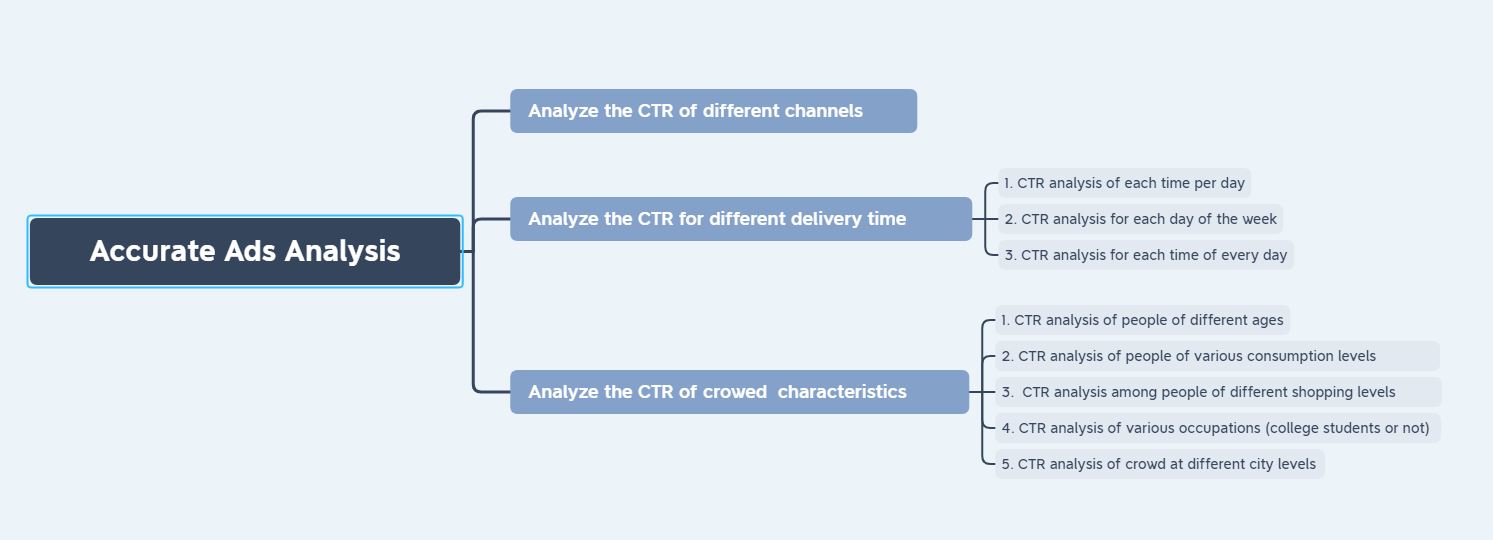 Accurate Ads Analysis
Analyze the CTR of different channels
Analyze the CTR for different delivery time
1. CTR analysis of each time per day
2. CTR analysis for each day of the week
3. CTR analysis for each time of every day
Analyze the CTR of crowed  characteristics
1. CTR analysis of people of different ages
2. CTR analysis of people of various consumption levels
3.  CTR analysis among people of different shopping levels
4. CTR analysis of various occupations (college students or not)
5. CTR analysis of crowd at different city levels